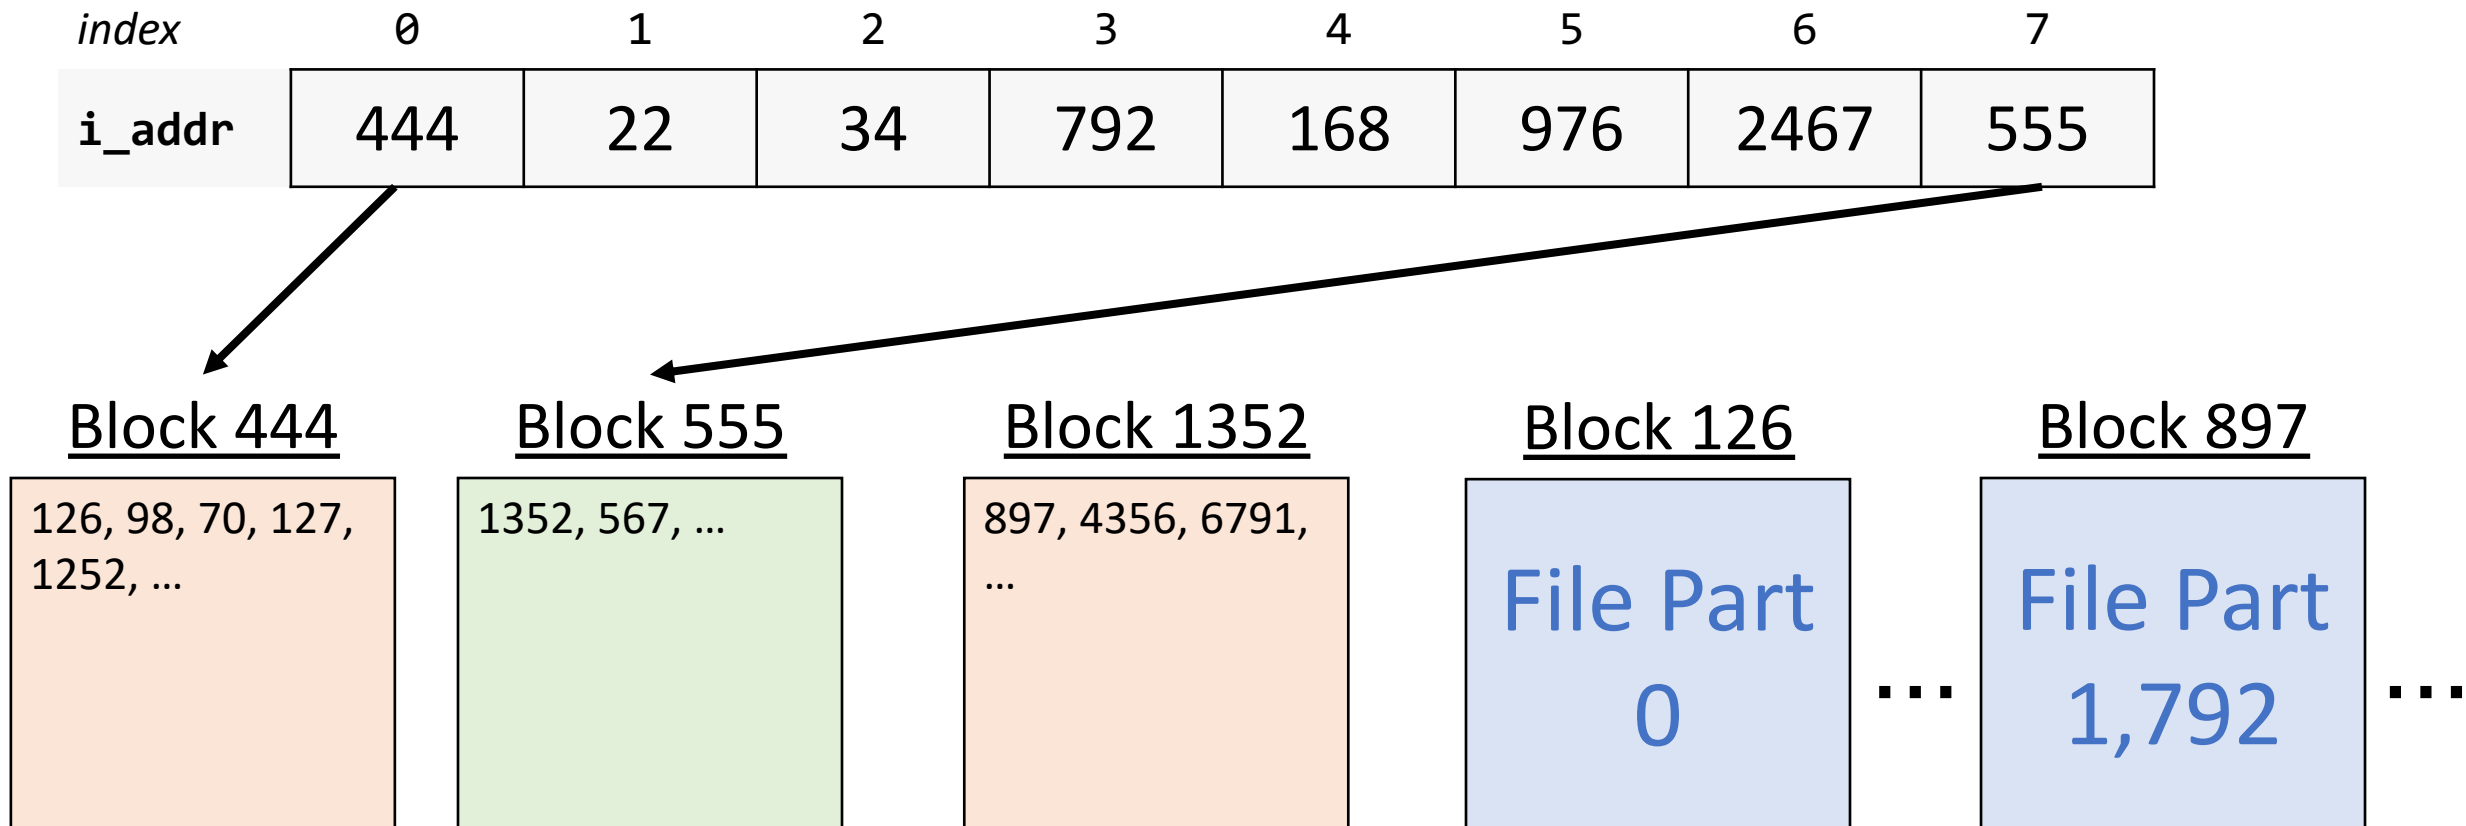 index 0 1 2 3 4 5 6 7
i_addr 444 22 34 792 168 976 2467 555
Block 444 Block 555 Block 1352 Block 126 Block 897
126, 98, 70, 127,
1252, …
1352, 567, …
897, 4356, 6791,
…
File Part
0
…
File Part
1,792
…